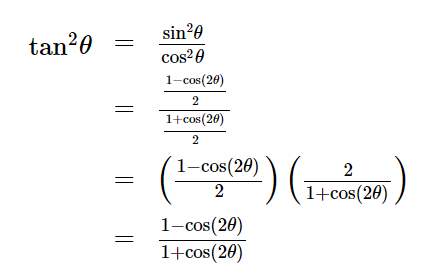 tan²θ = sin²θ / cos²θ
= ((1−cos(2θ))/2) / ((1+cos(2θ))/2)
= ((1−cos(2θ))/2) (2/(1+cos(2θ)))
= (1−cos(2θ))/(1+cos(2θ))